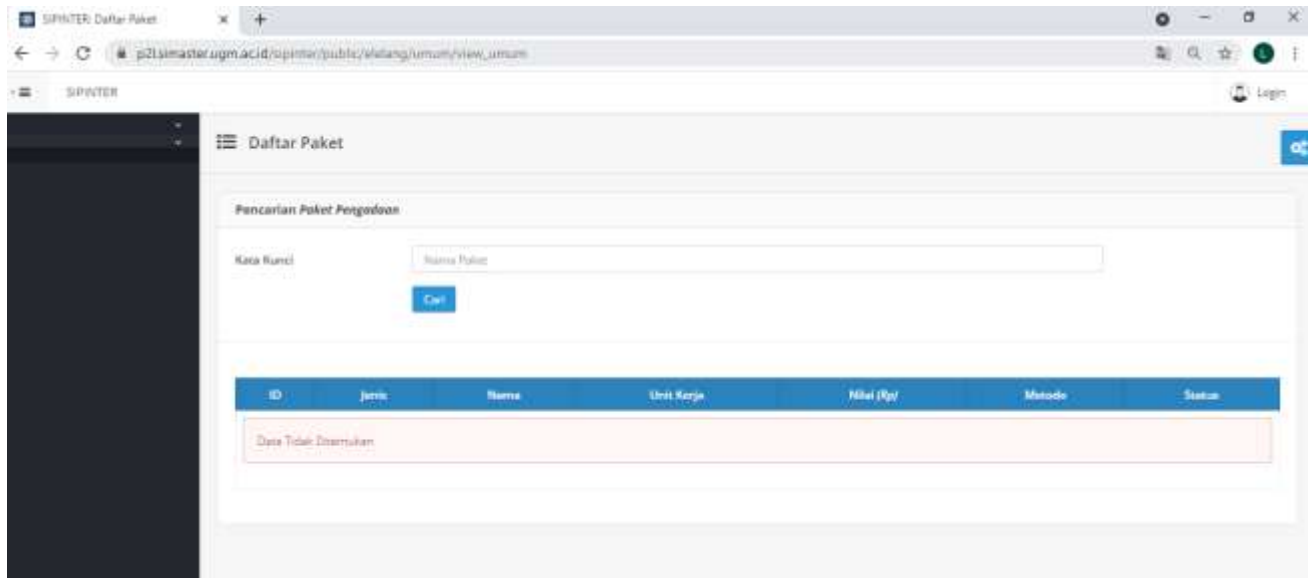 SIPINTER: Daftar Paket
p2l.simaster.ugm.ac.id/sipinter/public/elelang/umum/view_umum
SIPINTER
Login
Daftar Paket
Pencarian Paket Pengadaan
Kata Kunci
Nama Paket
Cari
ID Jenis Nama Unit Kerja Nilai (Rp) Metode Status
Data Tidak Ditemukan